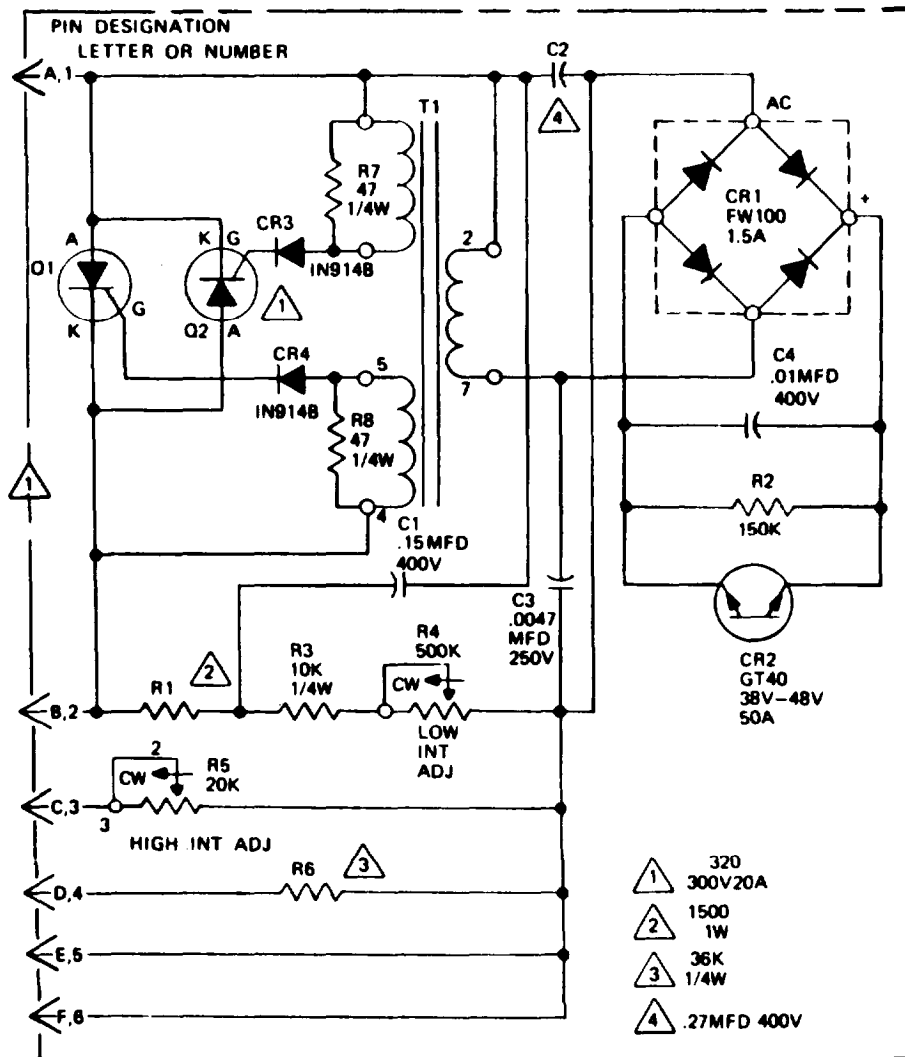 PIN DESIGNATION
LETTER OR NUMBER
A,1
C2
4
AC
T1
R7
47
1/4W
CR1
FW100
1.5A
+
CR3
IN914B
A
K
G
Q1
G
K
Q2
A
1
2
CR4
IN914B
5
7
C4
.01MFD
400V
R8
47
1/4W
1
4
R2
150K
C1
.15MFD
400V
C3
.0047
MFD
250V
CR2
GT40
38V-48V
50A
R1
2
R3
10K
1/4W
R4
500K
CW
B,2
LOW
INT
ADJ
2
CW
R5
20K
C,3
3
HIGH INT ADJ
R6
3
D,4
E,5
F,6
1
320
300V20A
2
1500
1W
3
36K
1/4W
4
.27MFD 400V